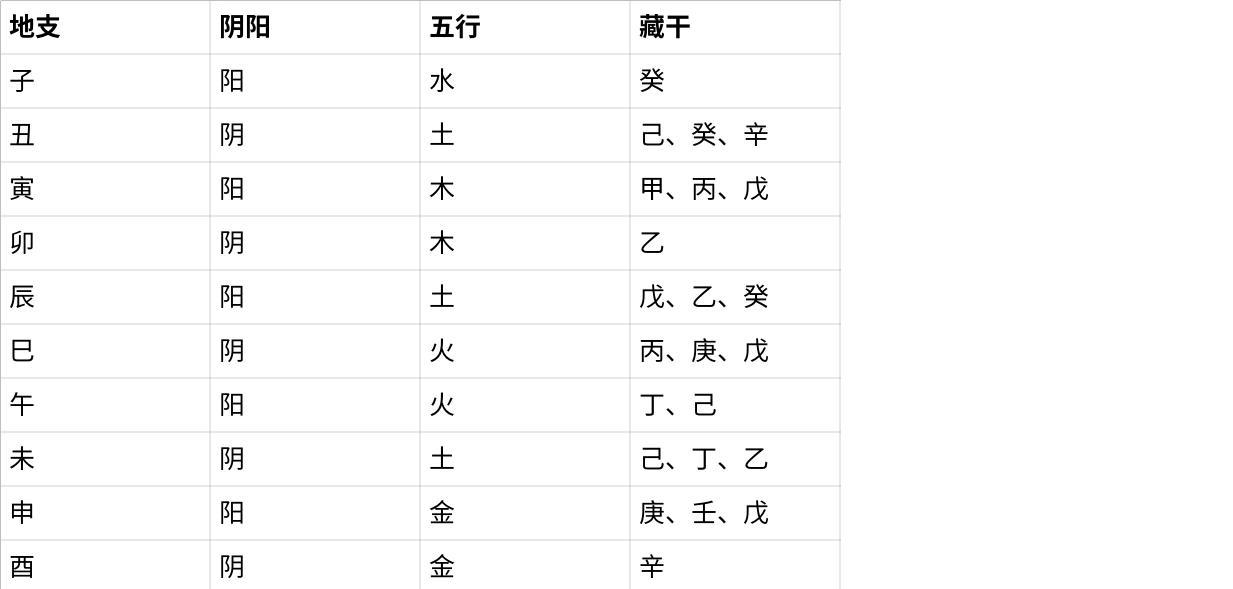 地支 阴阳 五行 藏干
子 阳 水 癸
丑 阴 土 己、癸、辛
寅 阳 木 甲、丙、戊
卯 阴 木 乙
辰 阳 土 戊、乙、癸
巳 阴 火 丙、庚、戊
午 阳 火 丁、己
未 阴 土 己、丁、乙
申 阳 金 庚、壬、戊
酉 阴 金 辛